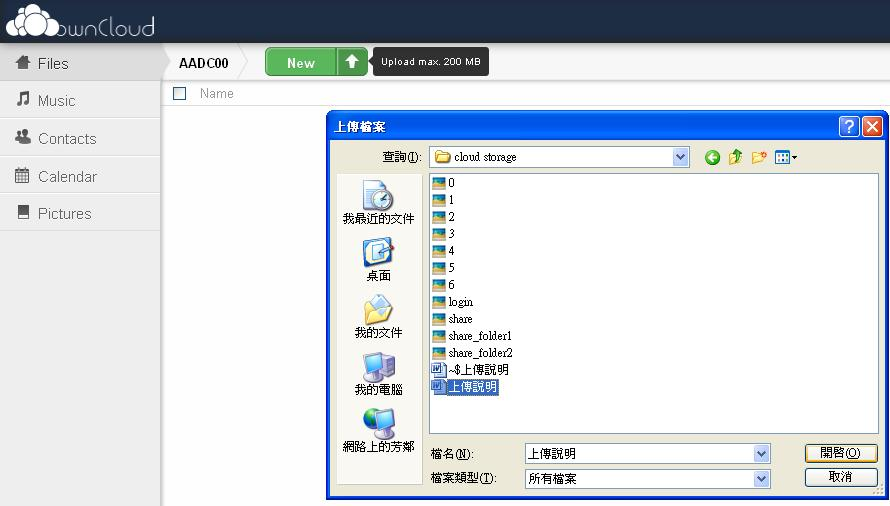 ownCloud
Files
Music
Contacts
Calendar
Pictures
AADC00
New
Upload max. 200 MB
Name
上傳檔案
查詢(I):
cloud storage
我最近的文件
桌面
我的文件
我的電腦
網路上的芳鄰
0
1
2
3
4
5
6
login
share
share_folder1
share_folder2
~$上傳說明
上傳說明
檔名(N):
上傳說明
開啓(O)
檔案類型(T):
所有檔案
取消